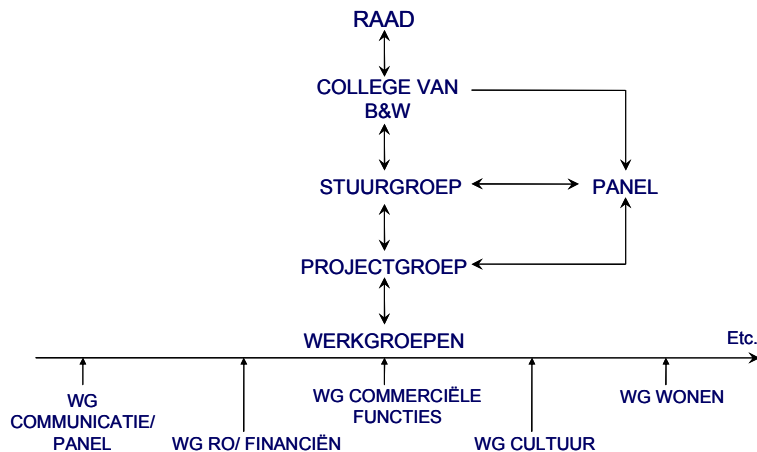 RAAD
COLLEGE VAN
B&W
STUURGROEP
PANEL
PROJECTGROEP
WERKGROEPEN
Etc.
WG
COMMUNICATIE/
PANEL
WG RO/ FINANCIËN
WG COMMERCIËLE
FUNCTIES
WG CULTUUR
WG WONEN